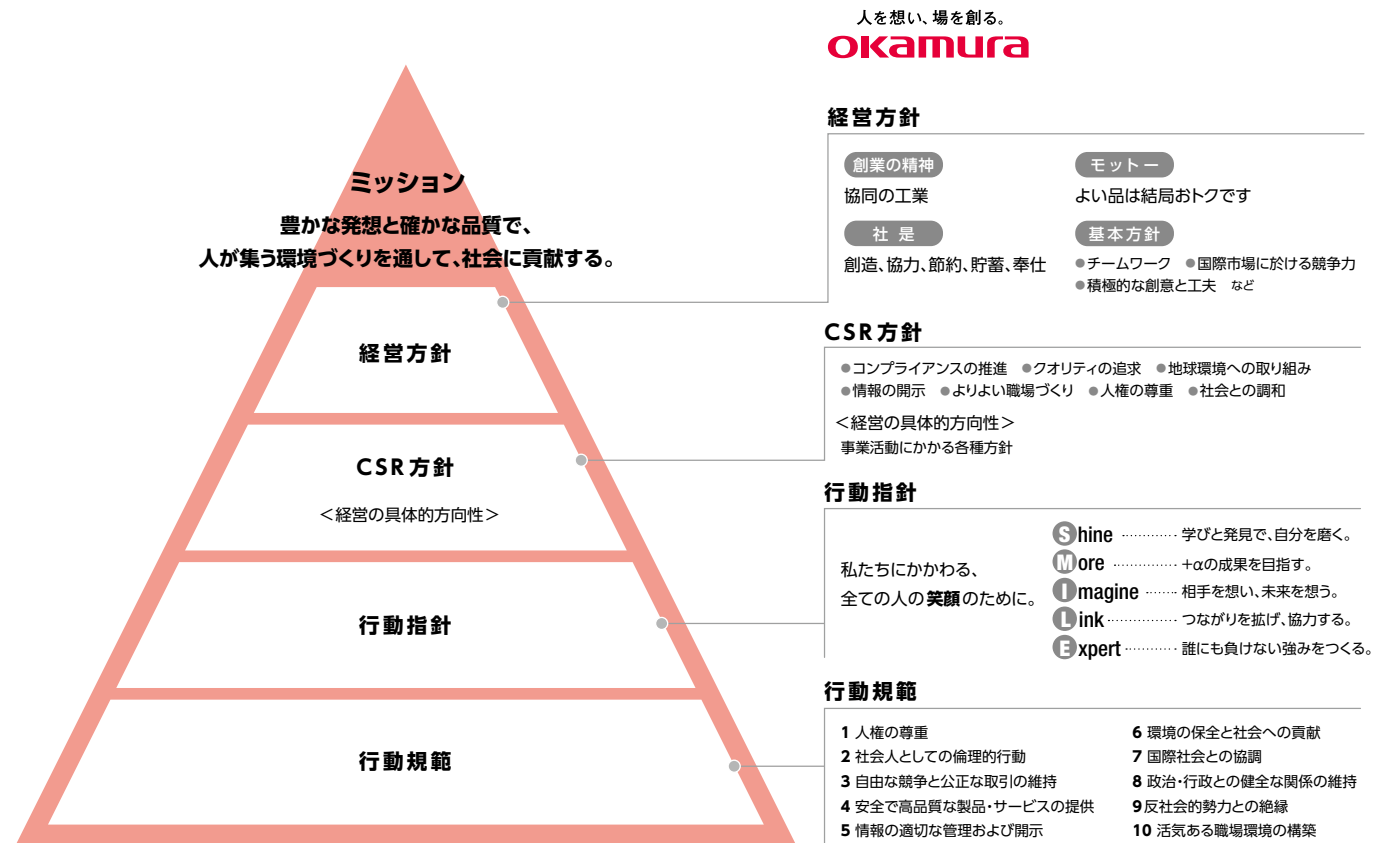 人を想い、場を創る。
okamura
ミッション
豊かな発想と確かな品質で、
人が集う環境づくりを通して、社会に貢献する。
経営方針
CSR方針
＜経営の具体的方向性＞
行動指針
行動規範
経営方針
創業の精神
協同の工業
モットー
よい品は結局おトクです
社是
創造、協力、節約、貯蓄、奉仕
基本方針
●チームワーク ●国際市場に於ける競争力
●積極的な創意と工夫 など
CSR方針
●コンプライアンスの推進 ●クオリティの追求 ●地球環境への取り組み
●情報の開示 ●よりよい職場づくり ●人権の尊重 ●社会との調和
＜経営の具体的方向性＞
事業活動にかかる各種方針
行動指針
私たちにかかわる、
全ての人の笑顔のために。
Shine ………… 学びと発見で、自分を磨く。
More ………… +αの成果を目指す。
Imagine ……… 相手を想い、未来を想う。
Link ………… つながりを拡げ、協力する。
Expert ………… 誰にも負けない強みをつくる。
行動規範
1 人権の尊重
2 社会人としての倫理的行動
3 自由な競争と公正な取引の維持
4 安全で高品質な製品・サービスの提供
5 情報の適切な管理および開示
6 環境の保全と社会への貢献
7 国際社会との協調
8 政治・行政との健全な関係の維持
9 反社会的勢力との絶縁
10 活気ある職場環境の構築